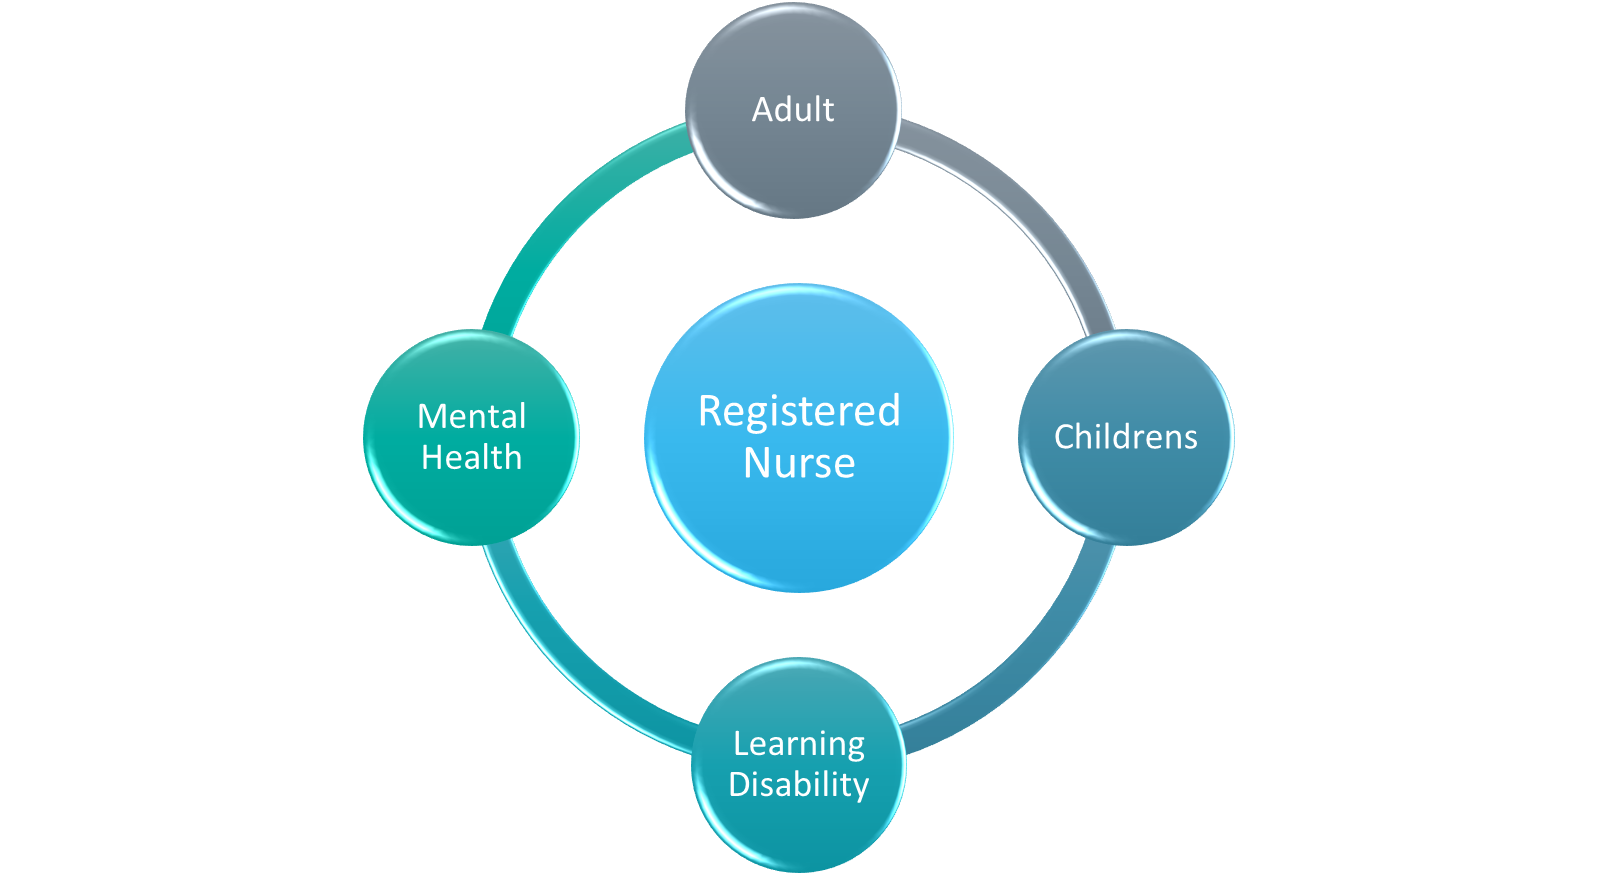 Adult
Registered
Nurse
Mental
Health
Childrens
Learning
Disability